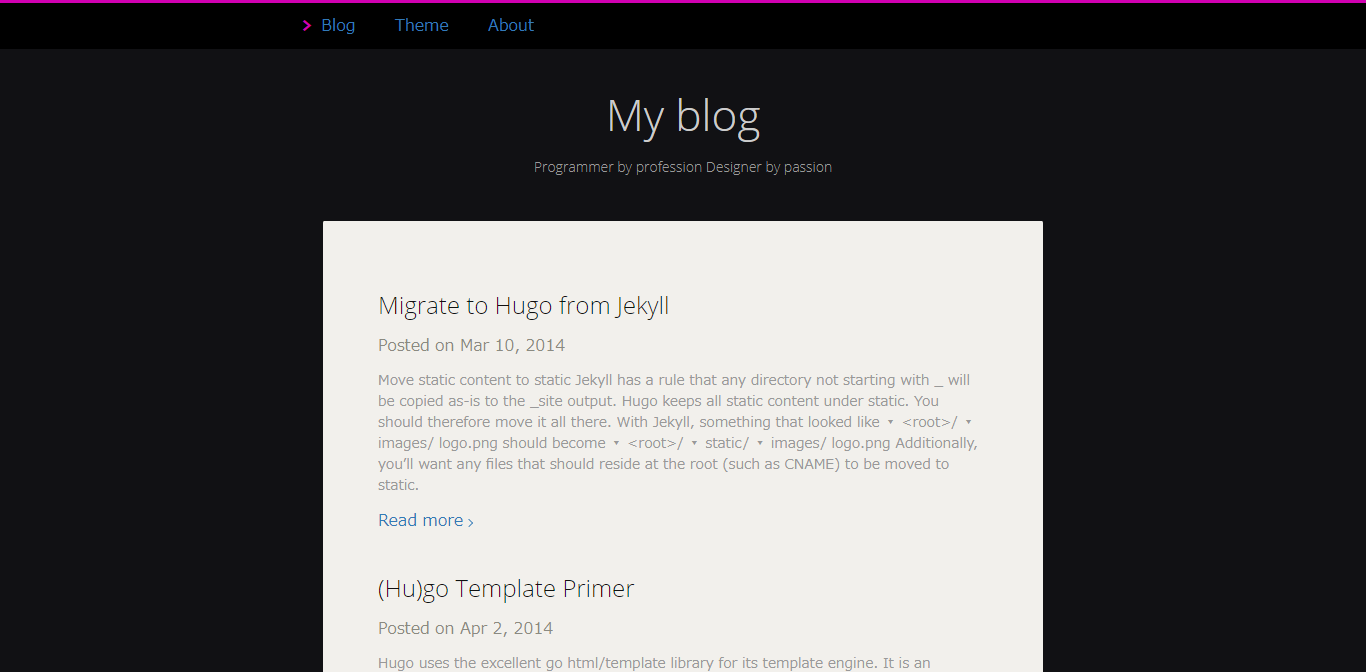 Blog Theme About
My blog
Programmer by profession Designer by passion
Migrate to Hugo from Jekyll
Posted on Mar 10, 2014
Move static content to static Jekyll has a rule that any directory not starting with _ will
be copied as-is to the _site output. Hugo keeps all static content under static. You
should therefore move it all there. With Jekyll, something that looked like ▾ <root>/ ▾
images/ logo.png should become ▾ <root>/ ▾ static/ ▾ images/ logo.png Additionally,
you’ll want any files that should reside at the root (such as CNAME) to be moved to
static.
Read more ›
(Hu)go Template Primer
Posted on Apr 2, 2014
Hugo uses the excellent go html/template library for its template engine. It is an